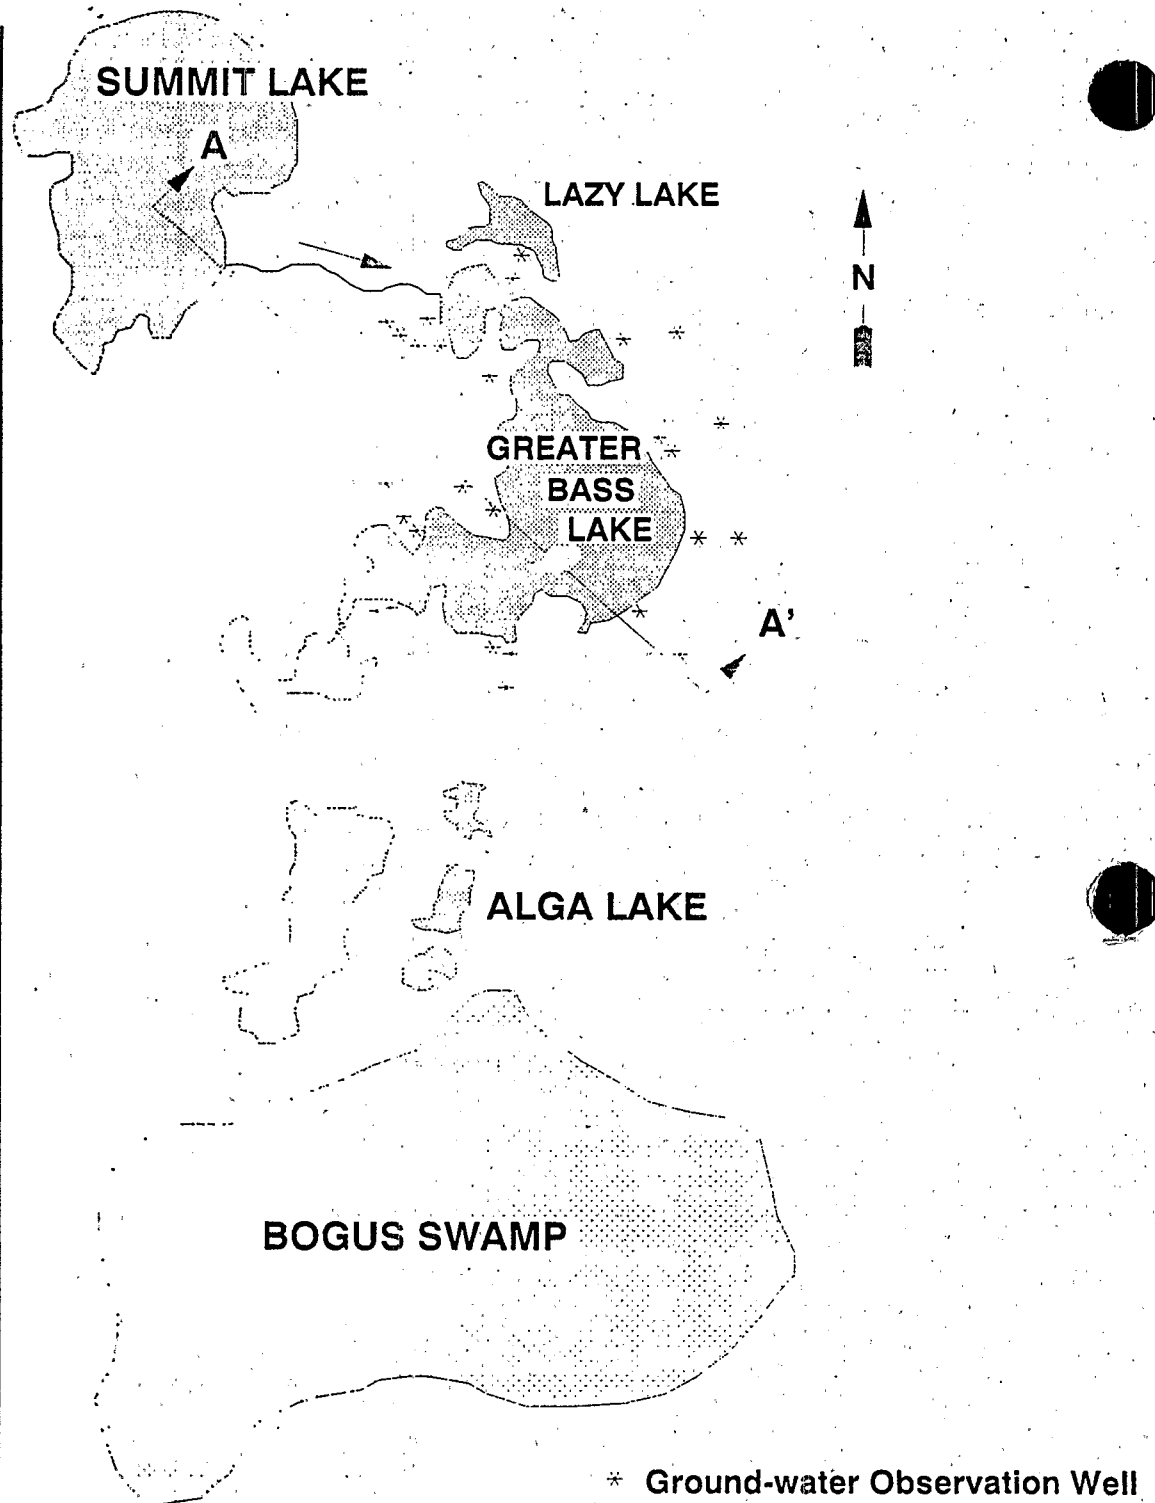 SUMMIT LAKE
A
LAZY LAKE
N
GREATER
BASS
LAKE
A'
ALGA LAKE
BOGUS SWAMP
* Ground-water Observation Well